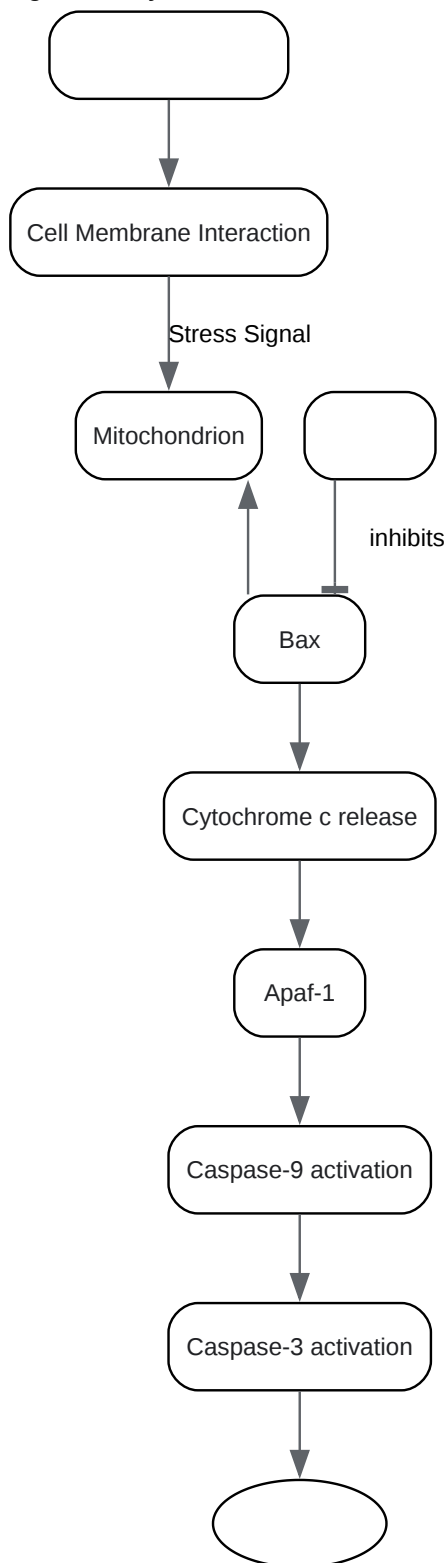 Cell Membrane Interaction
Stress Signal
Mitochondrion
inhibits
Bax
Cytochrome c release
Apaf-1
Caspase-9 activation
Caspase-3 activation